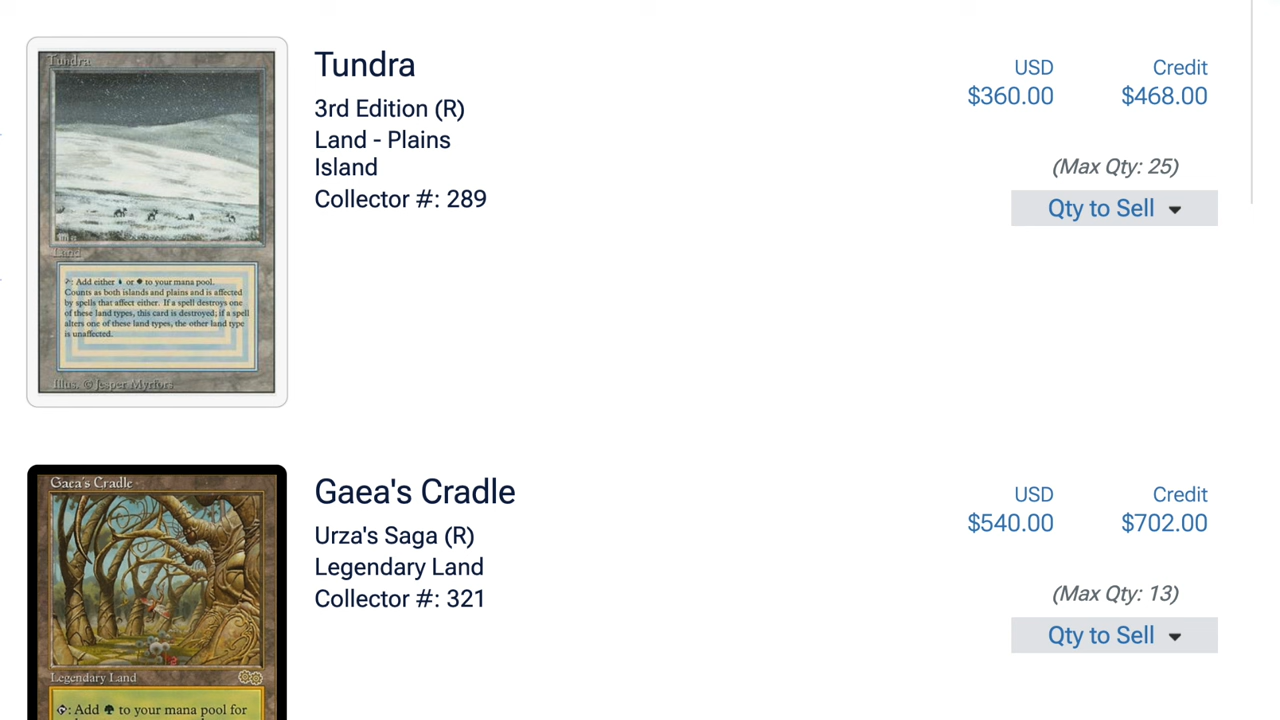 Tundra
Land
T: Add either or to your mana pool.
Counts as both islands and plains and is affected
by spells that affect either. If a spell destroys one
of these land types, this card is destroyed; if a spell
alters one of these land types, the other land type
is unaffected.
Illus. © Jesper Myrfors
Tundra
3rd Edition (R)
Land - Plains
Island
Collector #: 289
USD
$360.00
Credit
$468.00
(Max Qty: 25)
Qty to Sell
Gaea's Cradle
Legendary Land
: Add to your mana pool for
Gaea's Cradle
Urza's Saga (R)
Legendary Land
Collector #: 321
USD
$540.00
Credit
$702.00
(Max Qty: 13)
Qty to Sell